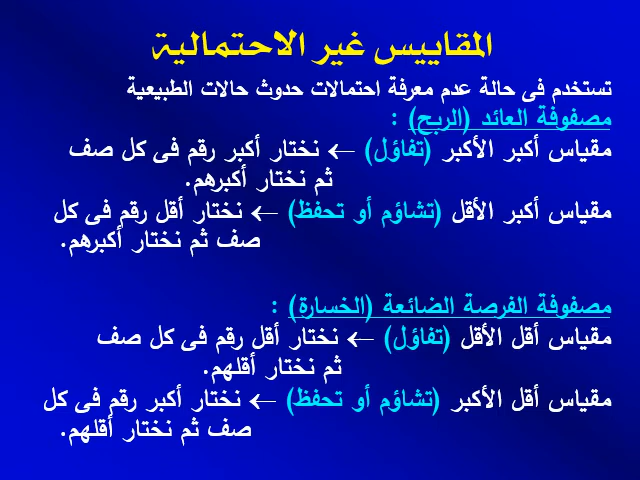 المقاييس غير الاحتمالية
تستخدم فى حالة عدم معرفة احتمالات حدوث حالات الطبيعية
مصفوفة العائد (الربح) :
مقياس أكبر الأكبر (تفاؤل) ← نختار أكبر رقم فى كل صف
ثم نختار أكبرهم.
مقياس أكبر الأقل (تشاؤم أو تحفظ) ← نختار أقل رقم فى كل
صف ثم نختار أكبرهم.
مصفوفة الفرصة الضائعة (الخسارة) :
مقياس أقل الأقل (تفاؤل) ← نختار أقل رقم فى كل صف
ثم نختار أقلهم.
مقياس أقل الأكبر (تشاؤم أو تحفظ) ← نختار أكبر رقم فى كل
صف ثم نختار أقلهم.